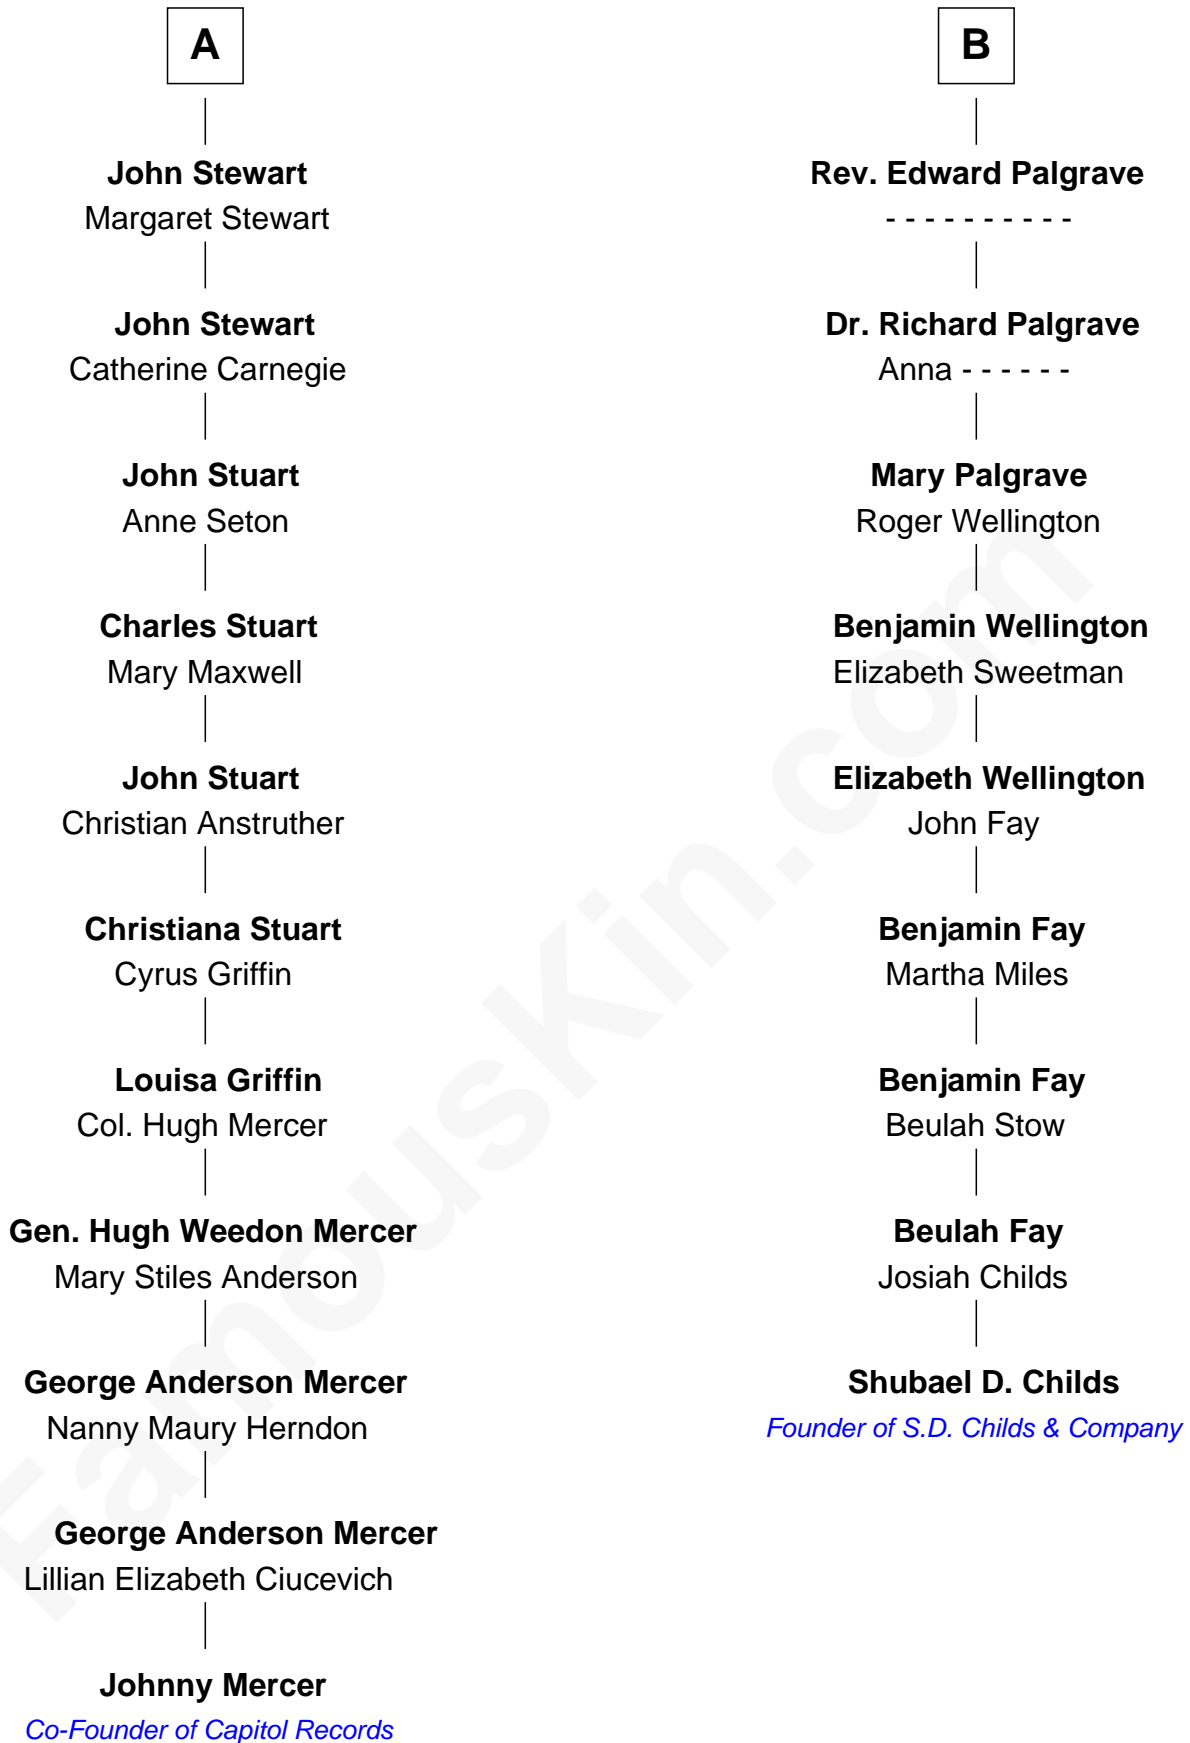 A
John Stewart
Margaret Stewart
John Stewart
Catherine Carnegie
John Stuart
Anne Seton
Charles Stuart
Mary Maxwell
John Stuart
Christian Anstruther
Christiana Stuart
Cyrus Griffin
Louisa Griffin
Col. Hugh Mercer
Gen. Hugh Weedon Mercer
Mary Stiles Anderson
George Anderson Mercer
Nanny Maury Herndon
George Anderson Mercer
Lillian Elizabeth Ciucevich
Johnny Mercer
Co-Founder of Capitol Records
B
Rev. Edward Palgrave
- - - - - - - - - -
Dr. Richard Palgrave
Anna - - - - - -
Mary Palgrave
Roger Wellington
Benjamin Wellington
Elizabeth Sweetman
Elizabeth Wellington
John Fay
Benjamin Fay
Martha Miles
Benjamin Fay
Beulah Stow
Beulah Fay
Josiah Childs
Shubael D. Childs
Founder of S.D. Childs & Company
FamousKin.com